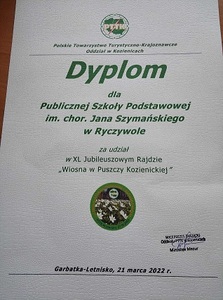 PTTK
Polskie Towarzystwo Turystyczno-Krajoznawcze
Oddział w Kozienicach
Dyplom
dla
Publicznej Szkoły Podstawowej
im. chor. Jana Szymańskiego
w Ryczywole
za udział
w XL Jubileuszowym Rajdzie
„Wiosna w Puszczy Kozienickiej”
Garbatka-Letnisko, 21 marca 2022 r.